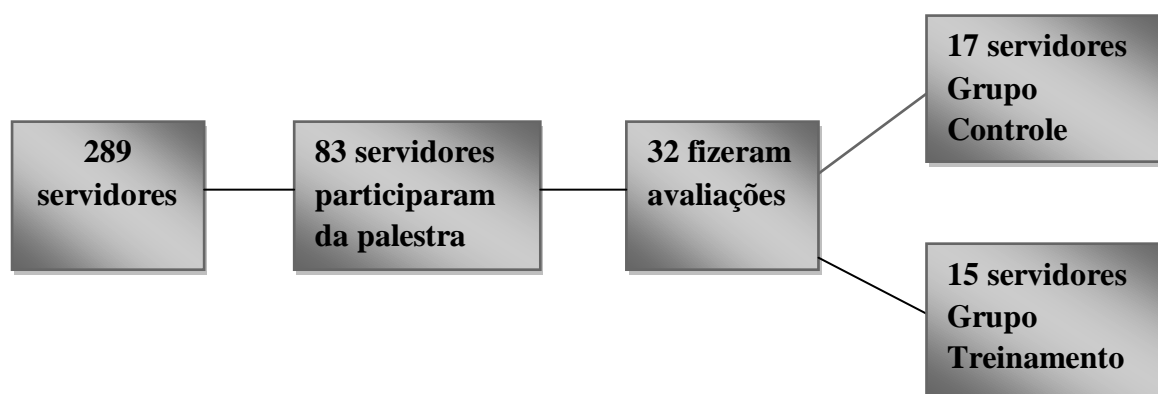 289
servidores
83 servidores
participaram
da palestra
32 fizeram
avaliações
17 servidores
Grupo
Controle
15 servidores
Grupo
Treinamento